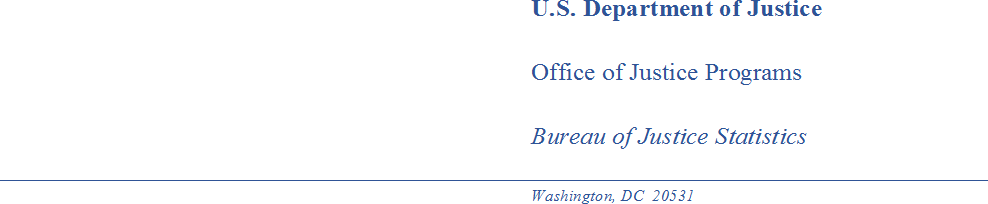 U.S. Department of Justice
Office of Justice Programs
Bureau of Justice Statistics
Washington, DC  20531